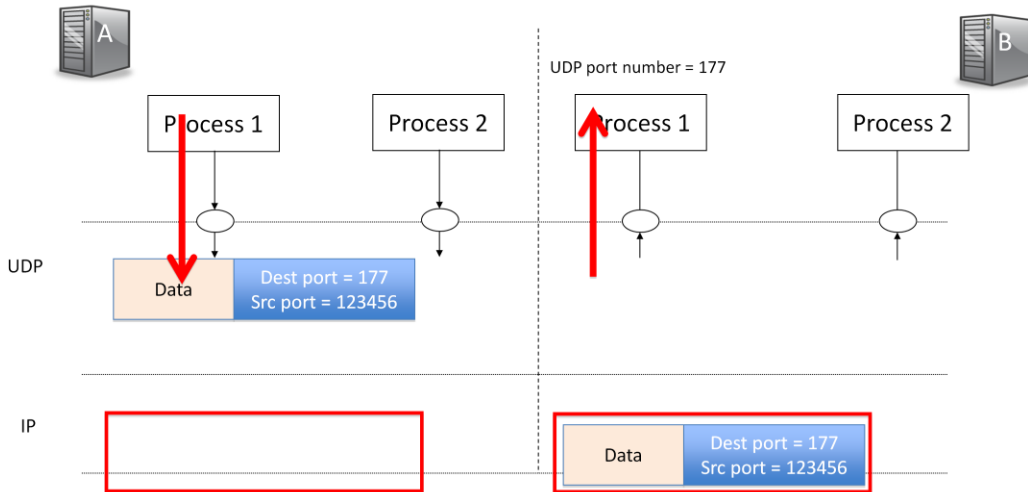 A
B
UDP port number = 177
Process 1
Process 2
Process 1
Process 2
UDP
Data
Dest port = 177
Src port = 123456
IP
Data
Dest port = 177
Src port = 123456